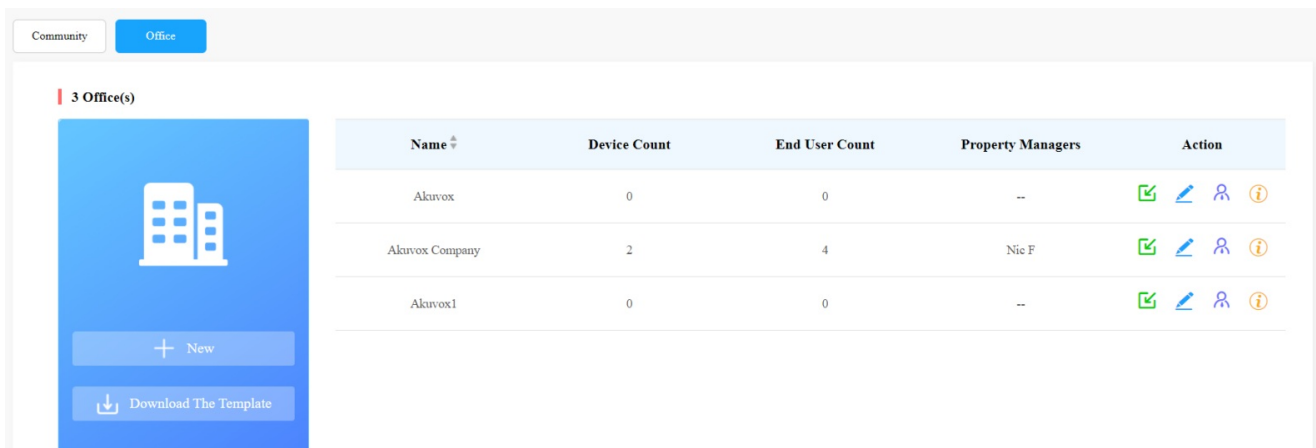 Community Office
3 Office(s)
Name Device Count End User Count Property Managers Action
Akuvox 0 0 --
Akuvox Company 2 4 Nic F
Akuvox1 0 0 --
New
Download The Template